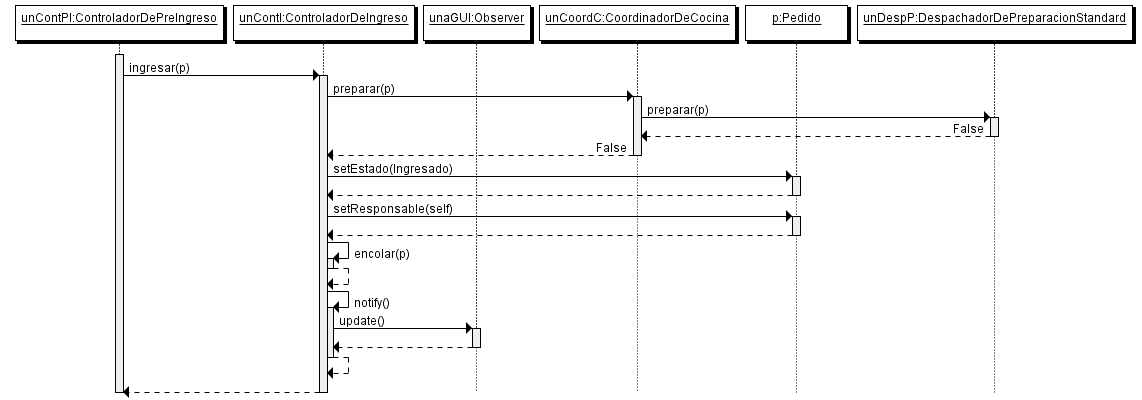 unContPI:ControladorDePreIngreso
unContI:ControladorDeIngreso
unaGUI:Observer
unCoordC:CoordinadorDeCocina
p:Pedido
unDespP:DespachadorDePreparacionStandard
ingresar(p)
preparar(p)
preparar(p)
False
False
setEstado(Ingresado)
setResponsable(self)
encolar(p)
notify()
update()